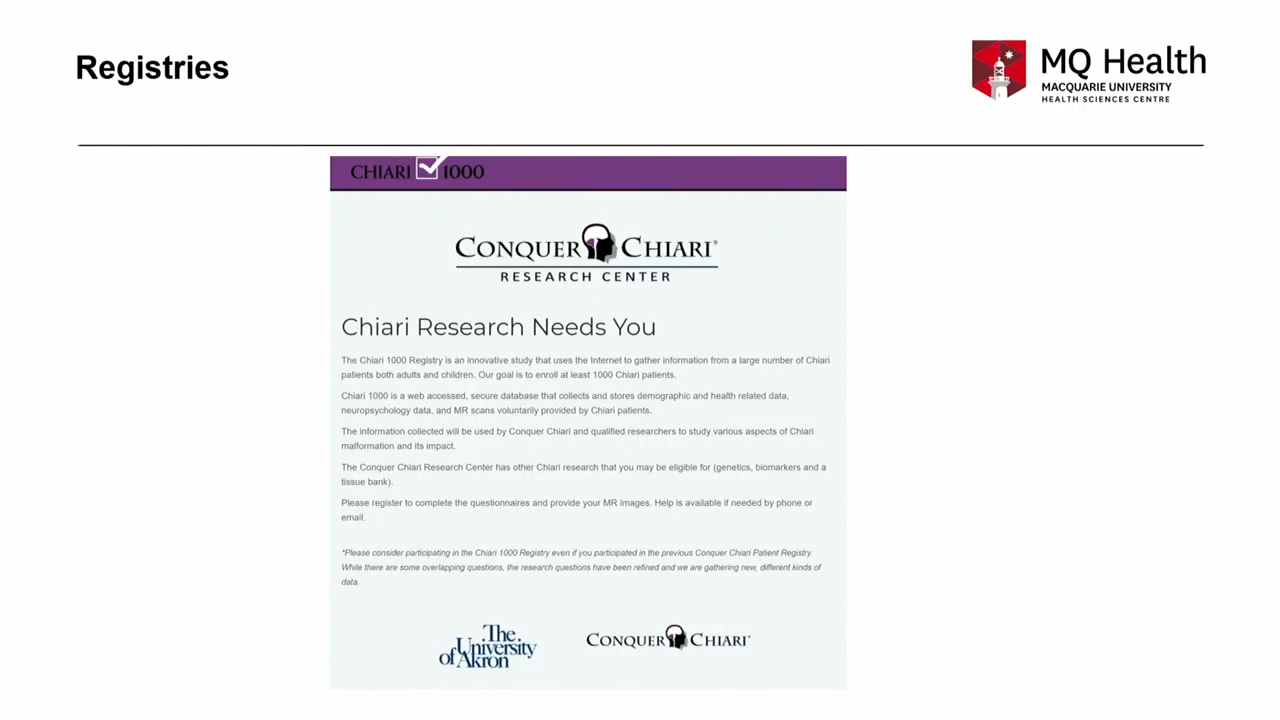 Registries
MQ Health
MACQUARIE UNIVERSITY
HEALTH SCIENCES CENTRE
CHIARI 1000
CONQUER CHIARI®
RESEARCH CENTER
Chiari Research Needs You
The Chiari 1000 Registry is an innovative study that uses the Internet to gather information from a large number of Chiari
patients both adults and children. Our goal is to enroll at least 1000 Chiari patients.
Chiari 1000 is a web accessed, secure database that collects and stores demographic and health related data,
neuropsychology data, and MR scans voluntarily provided by Chiari patients.
The information collected will be used by Conquer Chiari and qualified researchers to study various aspects of Chiari
malformation and its impact.
The Conquer Chiari Research Center has other Chiari research that you may be eligible for (genetics, biomarkers and a
tissue bank).
Please register to complete the questionnaires and provide your MR images. Help is available if needed by phone or
email.
*Please consider participating in the Chiari 1000 Registry even if you participated in the previous Conquer Chiari Patient Registry.
While there are some overlapping questions, the research questions have been refined and we are gathering new, different kinds of
data.
The
University
of Akron
CONQUER CHIARI®